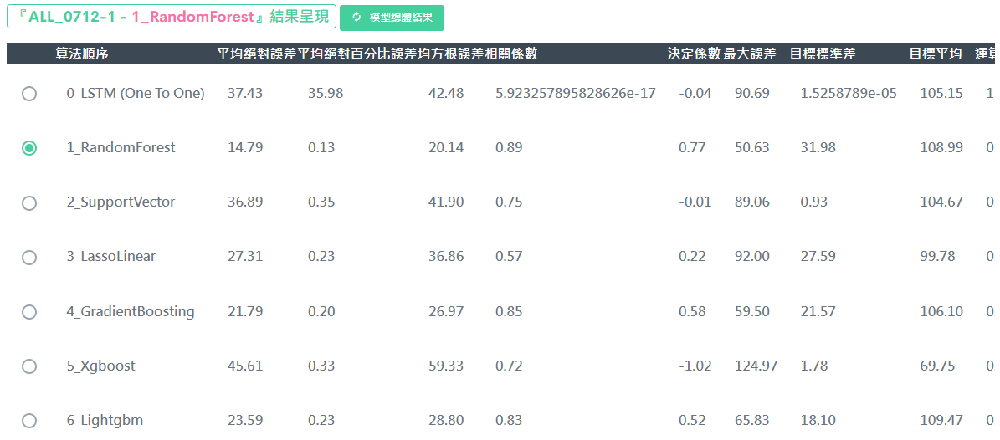 『ALL_0712-1 - 1_RandomForest』結果呈現 模型總體結果
算法順序 平均絕對誤差平均絕對百分比誤差均方根誤差相關係數 決定係數 最大誤差 目標標準差 目標平均 運算
0_LSTM (One To One) 37.43 35.98 42.48 5.923257895828626e-17 -0.04 90.69 1.5258789e-05 105.15 1
1_RandomForest 14.79 0.13 20.14 0.89 0.77 50.63 31.98 108.99 0
2_SupportVector 36.89 0.35 41.90 0.75 -0.01 89.06 0.93 104.67 0
3_LassoLinear 27.31 0.23 36.86 0.57 0.22 92.00 27.59 99.78 0
4_GradientBoosting 21.79 0.20 26.97 0.85 0.58 59.50 21.57 106.10 0
5_Xgboost 45.61 0.33 59.33 0.72 -1.02 124.97 1.78 69.75 0
6_Lightgbm 23.59 0.23 28.80 0.83 0.52 65.83 18.10 109.47 0